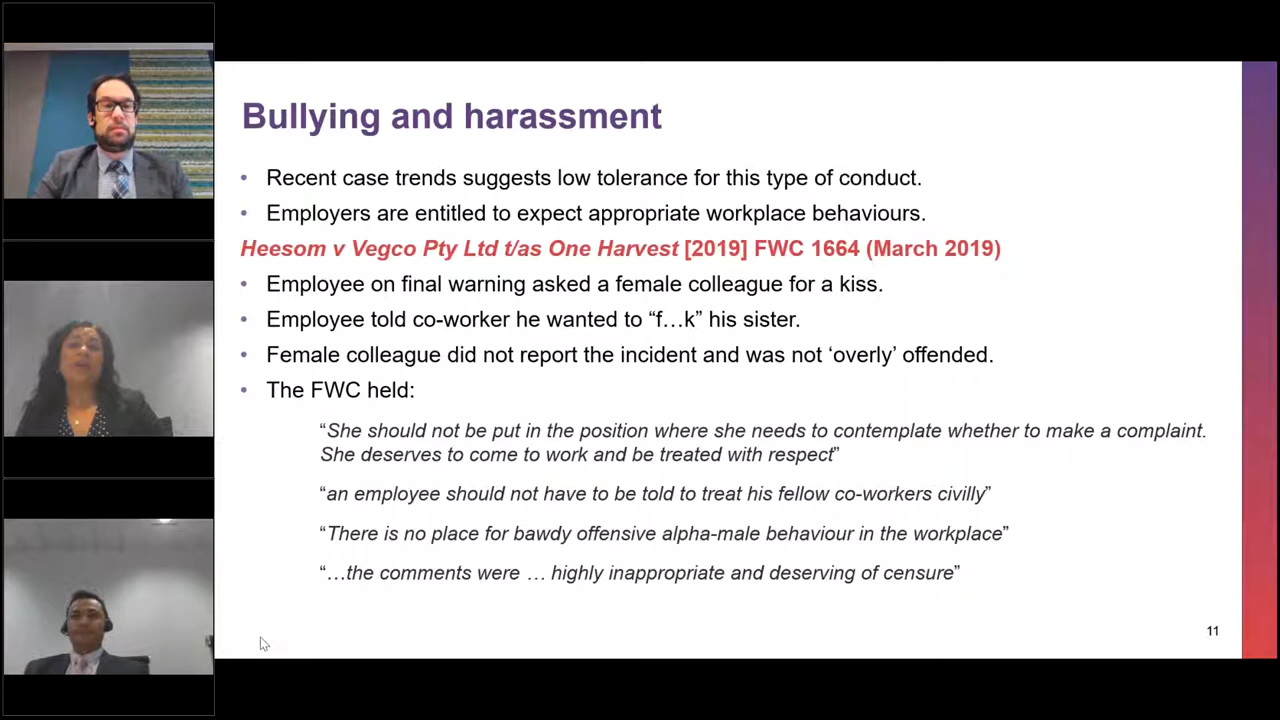 Bullying and harassment
• Recent case trends suggests low tolerance for this type of conduct.
• Employers are entitled to expect appropriate workplace behaviours.
Heesom v Vegco Pty Ltd t/as One Harvest [2019] FWC 1664 (March 2019)
• Employee on final warning asked a female colleague for a kiss.
• Employee told co-worker he wanted to “f…k” his sister.
• Female colleague did not report the incident and was not ‘overly’ offended.
• The FWC held:
“She should not be put in the position where she needs to contemplate whether to make a complaint.
She deserves to come to work and be treated with respect”
“an employee should not have to be told to treat his fellow co-workers civilly”
“There is no place for bawdy offensive alpha-male behaviour in the workplace”
“…the comments were … highly inappropriate and deserving of censure”
11